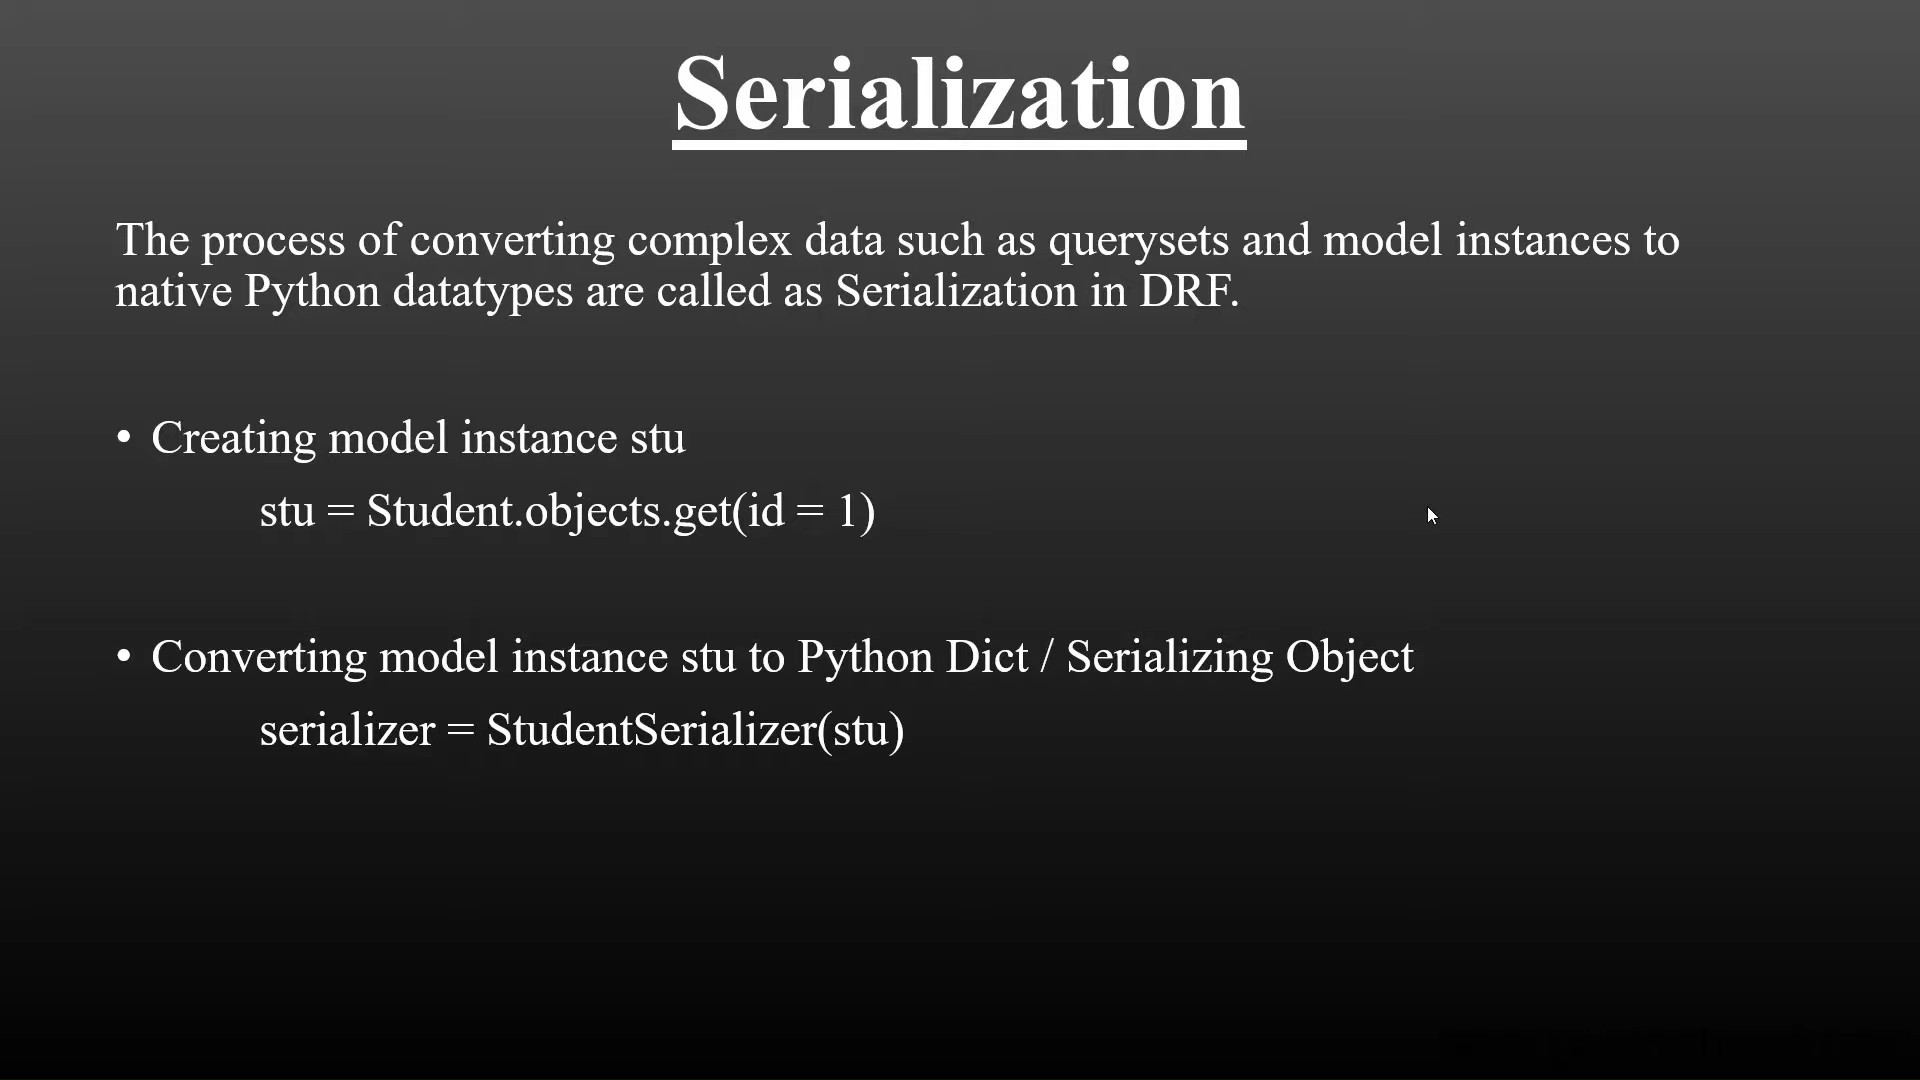 Serialization
The process of converting complex data such as querysets and model instances to
native Python datatypes are called as Serialization in DRF.
• Creating model instance stu
stu = Student.objects.get(id = 1)
• Converting model instance stu to Python Dict / Serializing Object
serializer = StudentSerializer(stu)